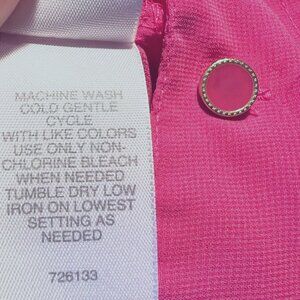 MACHINE WASH
COLD GENTLE
CYCLE
WITH LIKE COLORS
USE ONLY NON-
CHLORINE BLEACH
WHEN NEEDED
TUMBLE DRY LOW
IRON ON LOWEST
SETTING AS
NEEDED
726133